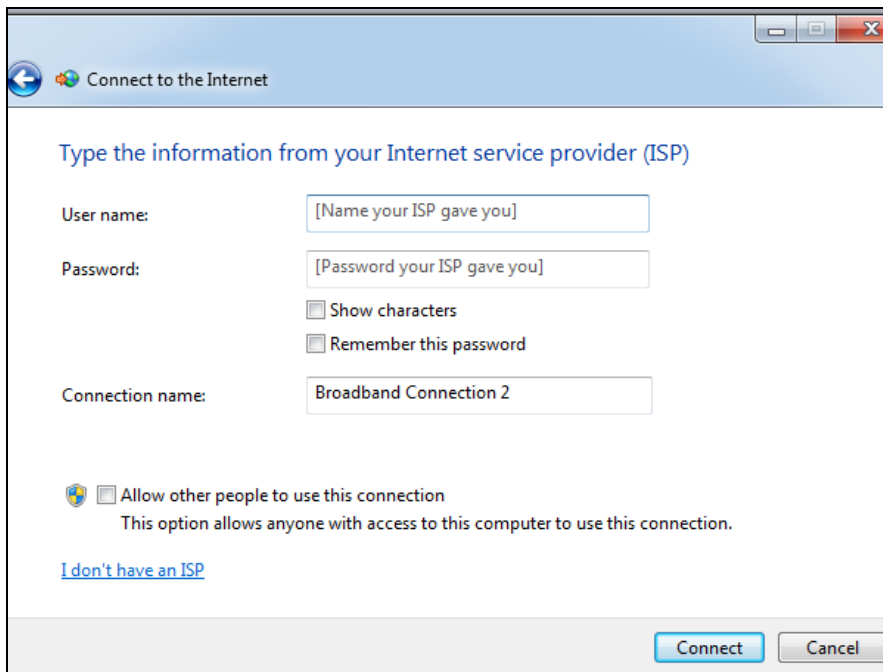 Connect to the Internet
Type the information from your Internet service provider (ISP)
User name: [Name your ISP gave you]
Password: [Password your ISP gave you]
Show characters
Remember this password
Connection name: Broadband Connection 2
Allow other people to use this connection
This option allows anyone with access to this computer to use this connection.
I don't have an ISP
Connect Cancel